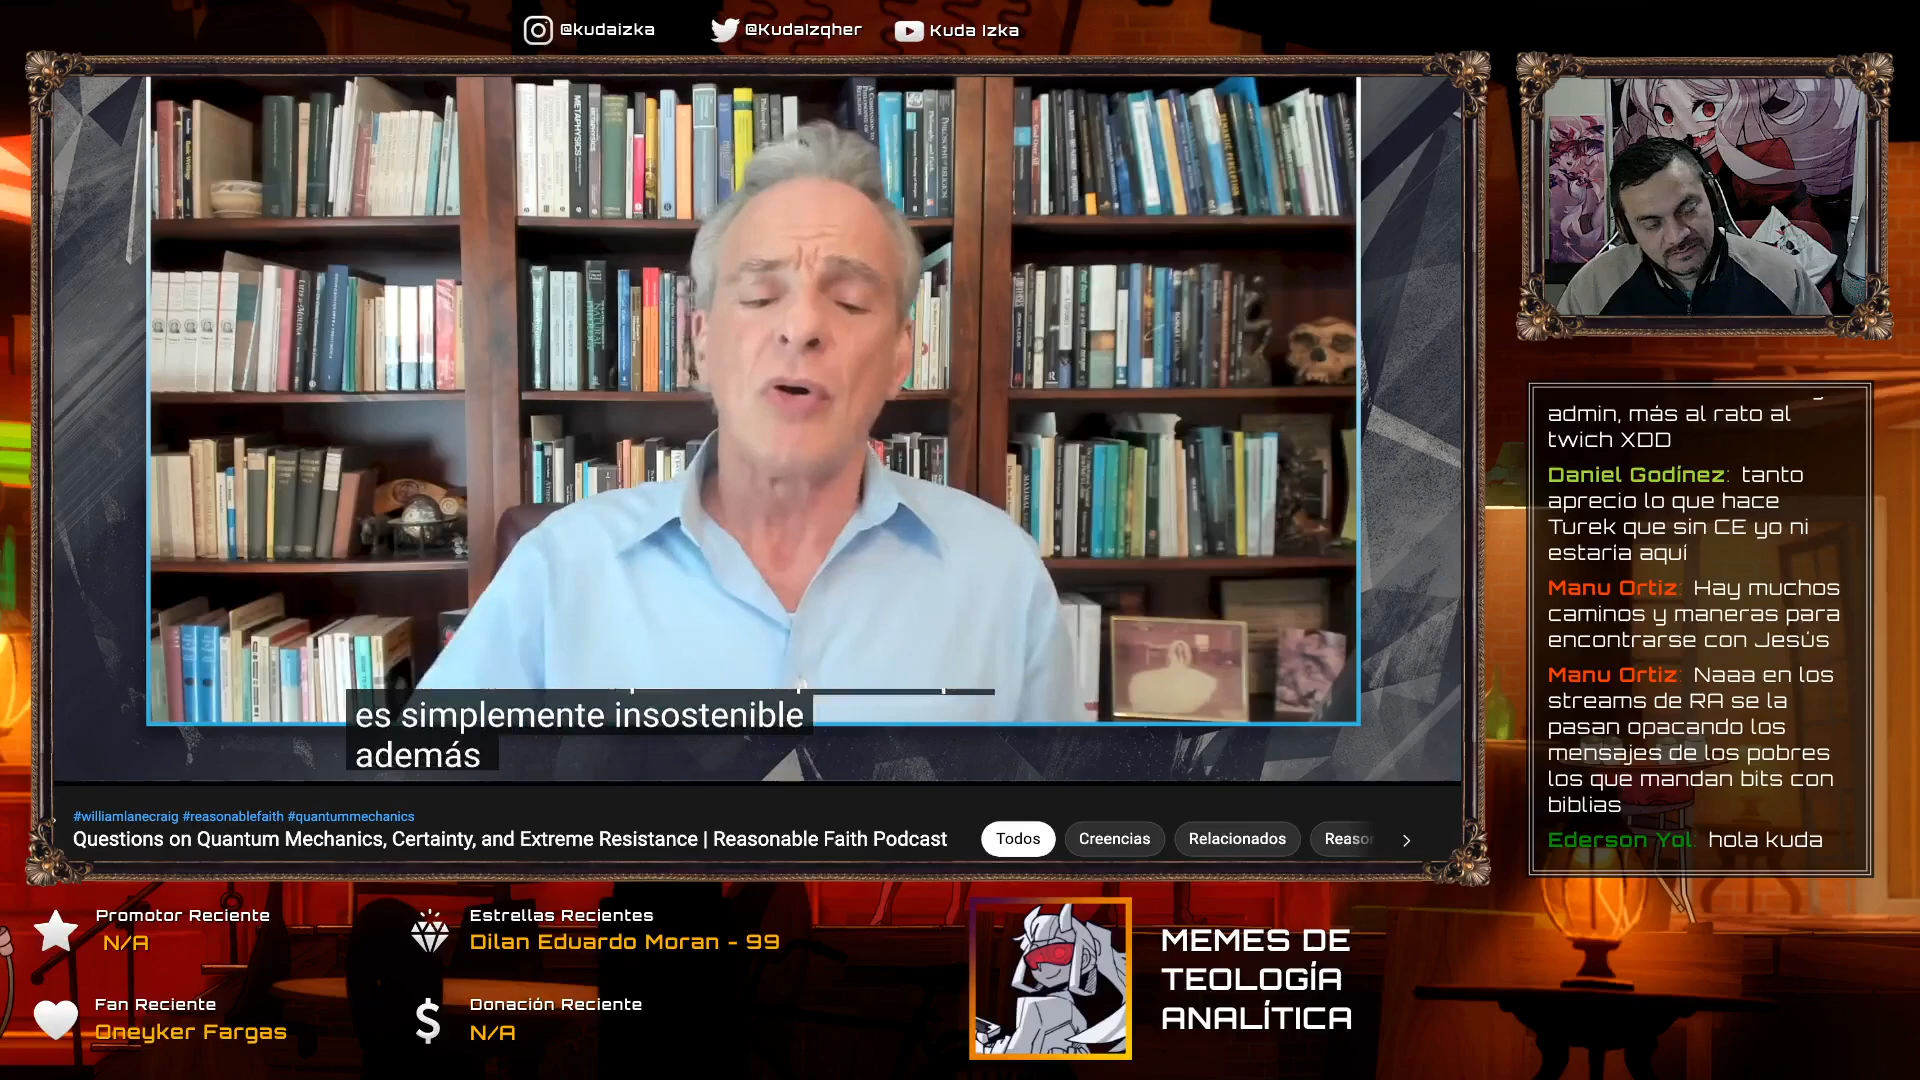 @kudaizka
@KudaIzqher
Kuda Izka
METAPHYSICS
es simplemente insostenible
además
#williamlanecraig #reasonablefaith #quantummechanics
Questions on Quantum Mechanics, Certainty, and Extreme Resistance | Reasonable Faith Podcast
Todos
Creencias
Relacionados
Reasor
admin, más al rato al
twich XDD
Daniel Godínez: tanto
aprecio lo que hace
Turek que sin CE yo ni
estaría aquí
Manu Ortiz: Hay muchos
caminos y maneras para
encontrarse con Jesús
Manu Ortiz: Naaa en los
streams de RA se la
pasan opacando los
mensajes de los pobres
los que mandan bits con
biblias
Ederson Yol: hola kuda
Promotor Reciente
N/A
Estrellas Recientes
Dilan Eduardo Moran - 99
Fan Reciente
Oneyker Fargas
Donación Reciente
N/A
MEMES DE
TEOLOGÍA
ANALÍTICA